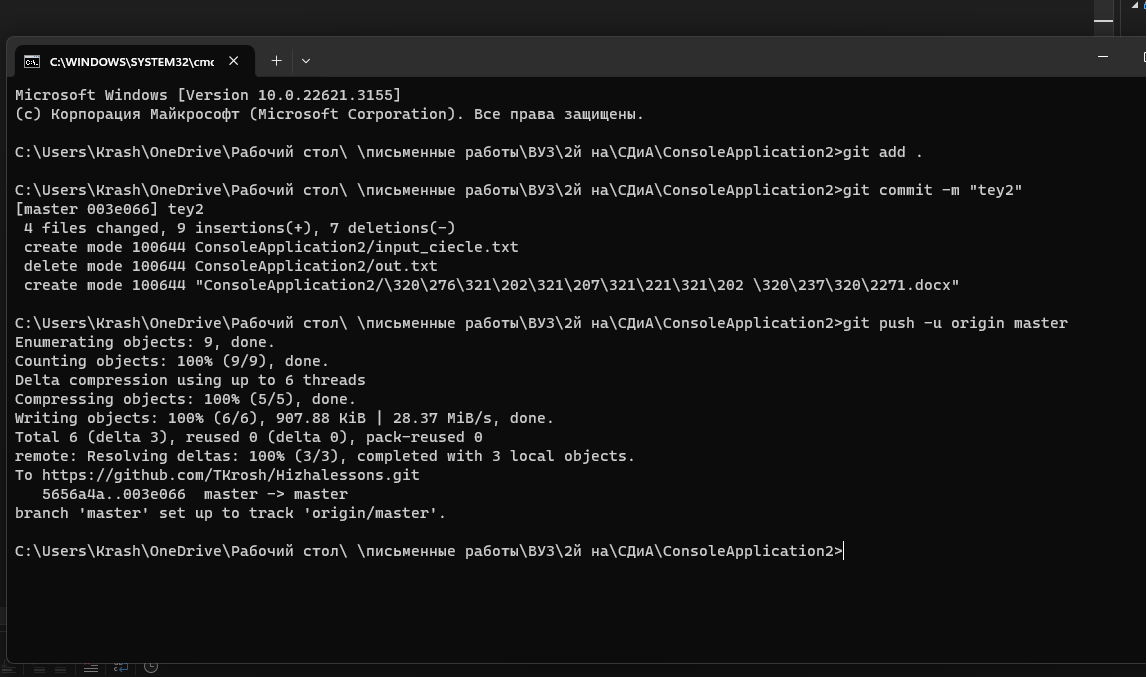 C:\WINDOWS\SYSTEM32\cmc
Microsoft Windows [Version 10.0.22621.3155]
(c) Корпорация Майкрософт (Microsoft Corporation). Все права защищены.
C:\Users\Krash\OneDrive\Рабочий стол\ \письменные работы\ВУЗ\2й на\СДиА\ConsoleApplication2>git add .
C:\Users\Krash\OneDrive\Рабочий стол\ \письменные работы\ВУЗ\2й на\СДиА\ConsoleApplication2>git commit -m "tey2"
[master 003e066] tey2
4 files changed, 9 insertions(+), 7 deletions(-)
create mode 100644 ConsoleApplication2/input_ciecle.txt
delete mode 100644 ConsoleApplication2/out.txt
create mode 100644 "ConsoleApplication2/\320\276\321\202\321\207\321\221\321\202 \320\237\320\2271.docx"
C:\Users\Krash\OneDrive\Рабочий стол\ \письменные работы\ВУЗ\2й на\СДиА\ConsoleApplication2>git push -u origin master
Enumerating objects: 9, done.
Counting objects: 100% (9/9), done.
Delta compression using up to 6 threads
Compressing objects: 100% (5/5), done.
Writing objects: 100% (6/6), 907.88 KiB | 28.37 MiB/s, done.
Total 6 (delta 3), reused 0 (delta 0), pack-reused 0
remote: Resolving deltas: 100% (3/3), completed with 3 local objects.
To https://github.com/TKrosh/Hizhalessons.git
5656a4a..003e066  master -> master
branch 'master' set up to track 'origin/master'.
C:\Users\Krash\OneDrive\Рабочий стол\ \письменные работы\ВУЗ\2й на\СДиА\ConsoleApplication2>